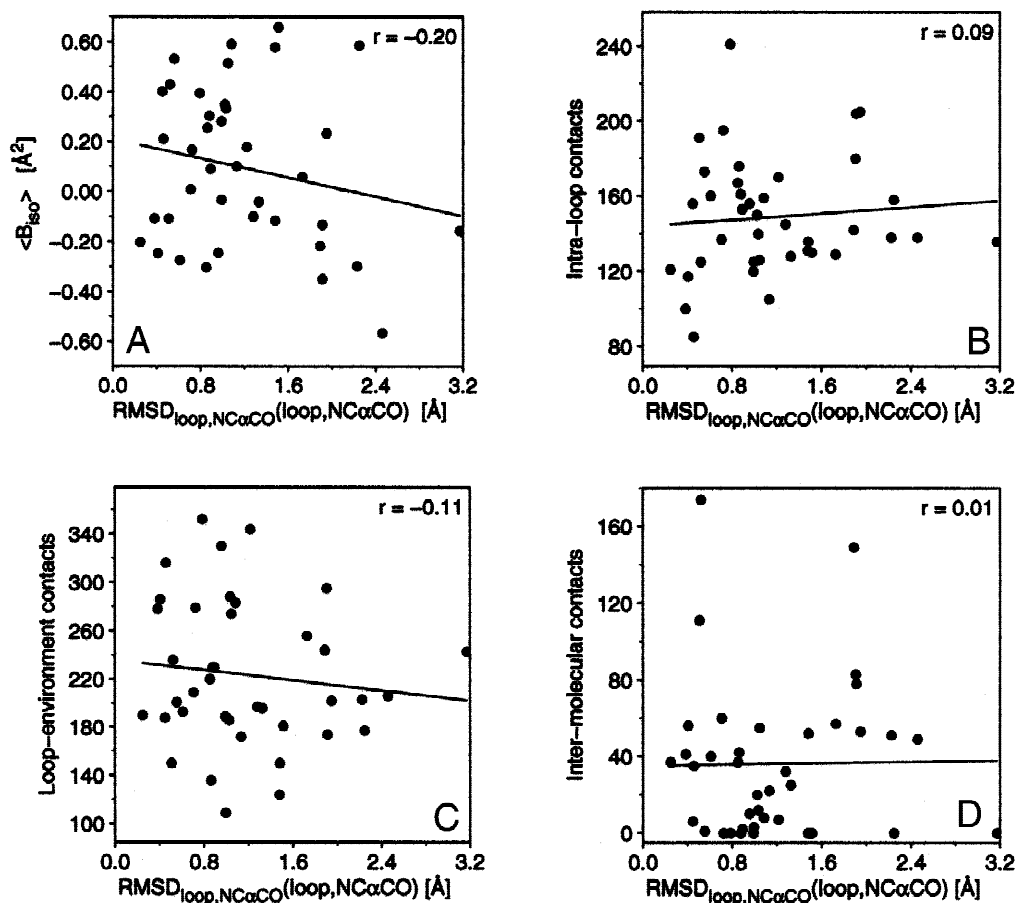 r = −0.20
0.60
0.40
0.20
0.00
−0.20
−0.40
−0.60
<Biso> [Å2]
A
0.0 0.8 1.6 2.4 3.2
RMSDloop,NCαCO(loop,NCαCO) [Å]
r = 0.09
240
200
160
120
80
Intra−loop contacts
B
0.0 0.8 1.6 2.4 3.2
RMSDloop,NCαCO(loop,NCαCO) [Å]
r = −0.11
340
300
260
220
180
140
100
Loop−environment contacts
C
0.0 0.8 1.6 2.4 3.2
RMSDloop,NCαCO(loop,NCαCO) [Å]
r = 0.01
160
120
80
40
0
Inter−molecular contacts
D
0.0 0.8 1.6 2.4 3.2
RMSDloop,NCαCO(loop,NCαCO) [Å]